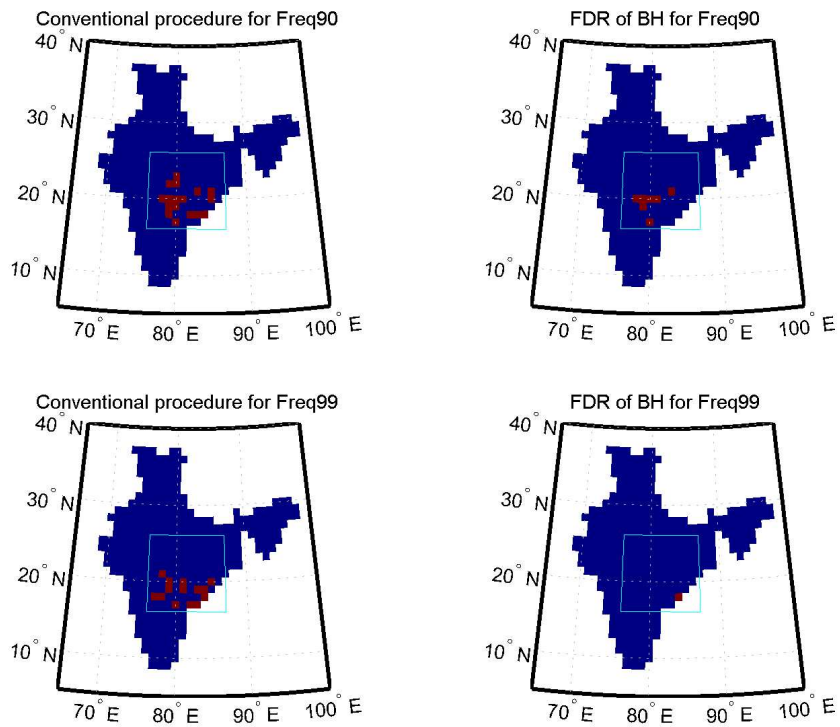 Conventional procedure for Freq90
40° N
30° N
20° N
10° N
70° E
80° E
90° E
100° E
FDR of BH for Freq90
40° N
30° N
20° N
10° N
70° E
80° E
90° E
100° E
Conventional procedure for Freq99
40° N
30° N
20° N
10° N
70° E
80° E
90° E
100° E
FDR of BH for Freq99
40° N
30° N
20° N
10° N
70° E
80° E
90° E
100° E